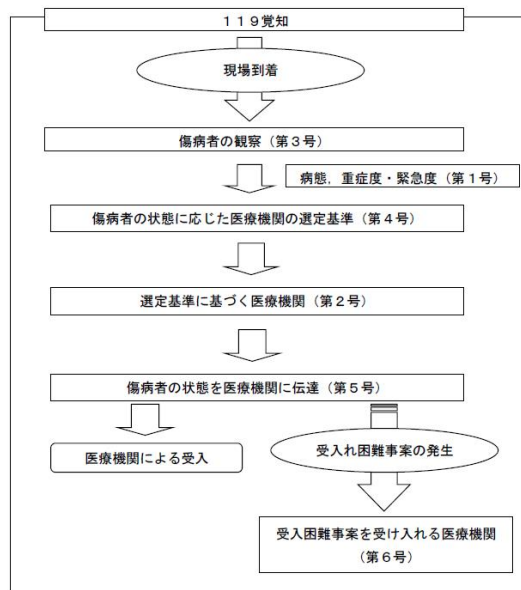 １１９覚知
現場到着
傷病者の観察（第３号）
病態，重症度・緊急度（第１号）
傷病者の状態に応じた医療機関の選定基準（第４号）
選定基準に基づく医療機関（第２号）
傷病者の状態を医療機関に伝達（第５号）
医療機関による受入
受入れ困難事案の発生
受入困難事案を受け入れる医療機関
（第６号）